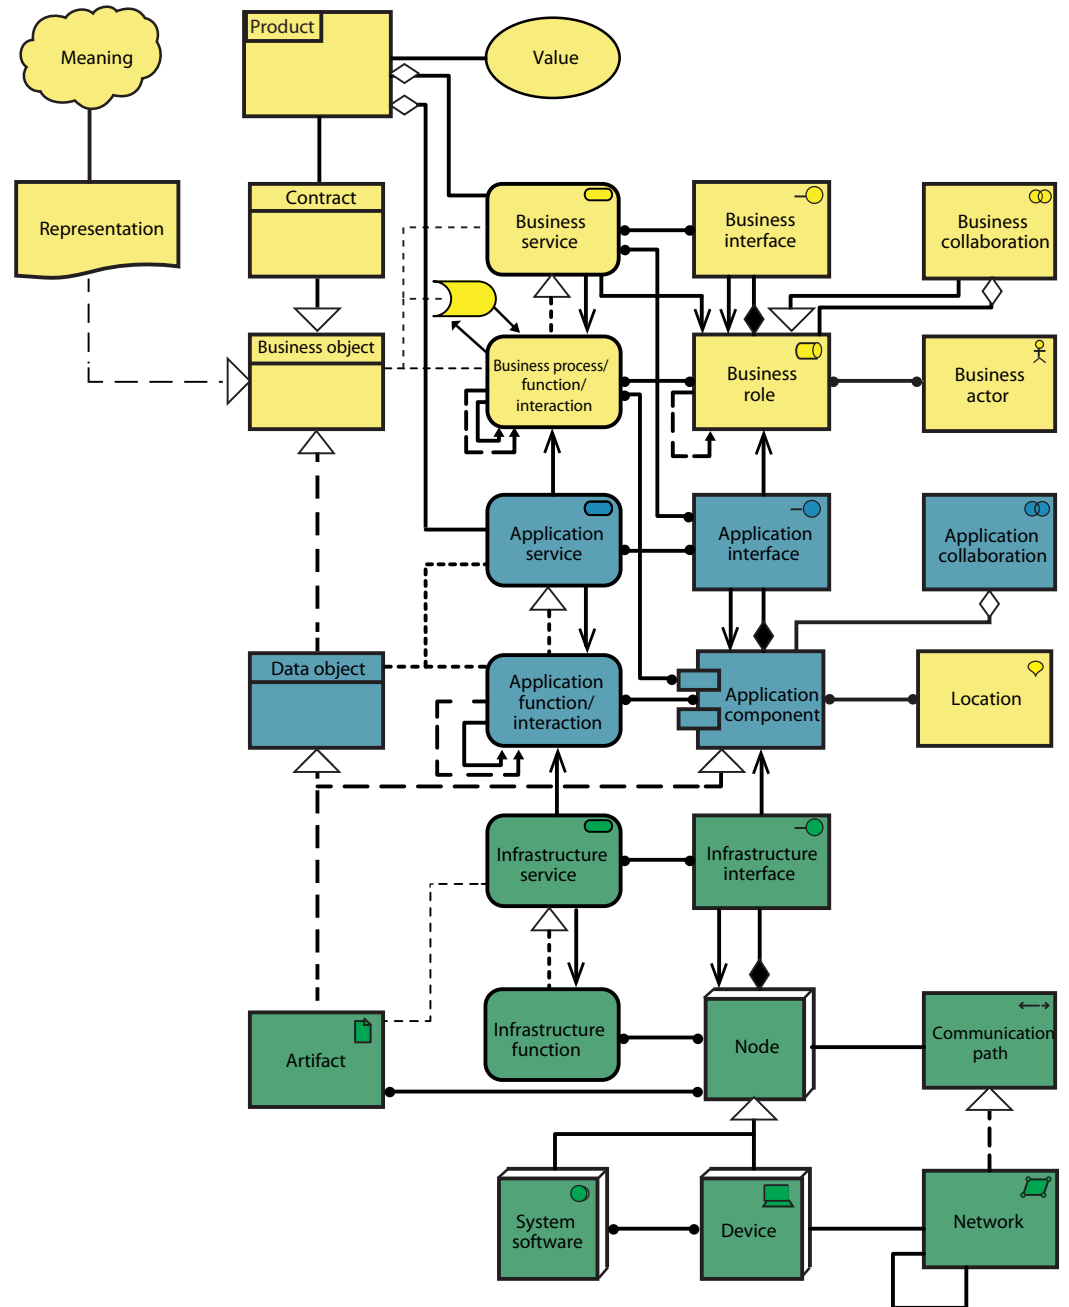 Product
Meaning
Value
Contract
Representation
Business
service
Business
interface
Business
collaboration
Business object
Business process/
function/
interaction
Business
role
Business
actor
Application
service
Application
interface
Application
collaboration
Data object
Application
function/
interaction
Application
component
Location
Infrastructure
service
Infrastructure
interface
Artifact
Infrastructure
function
Node
Communication
path
System
software
Device
Network